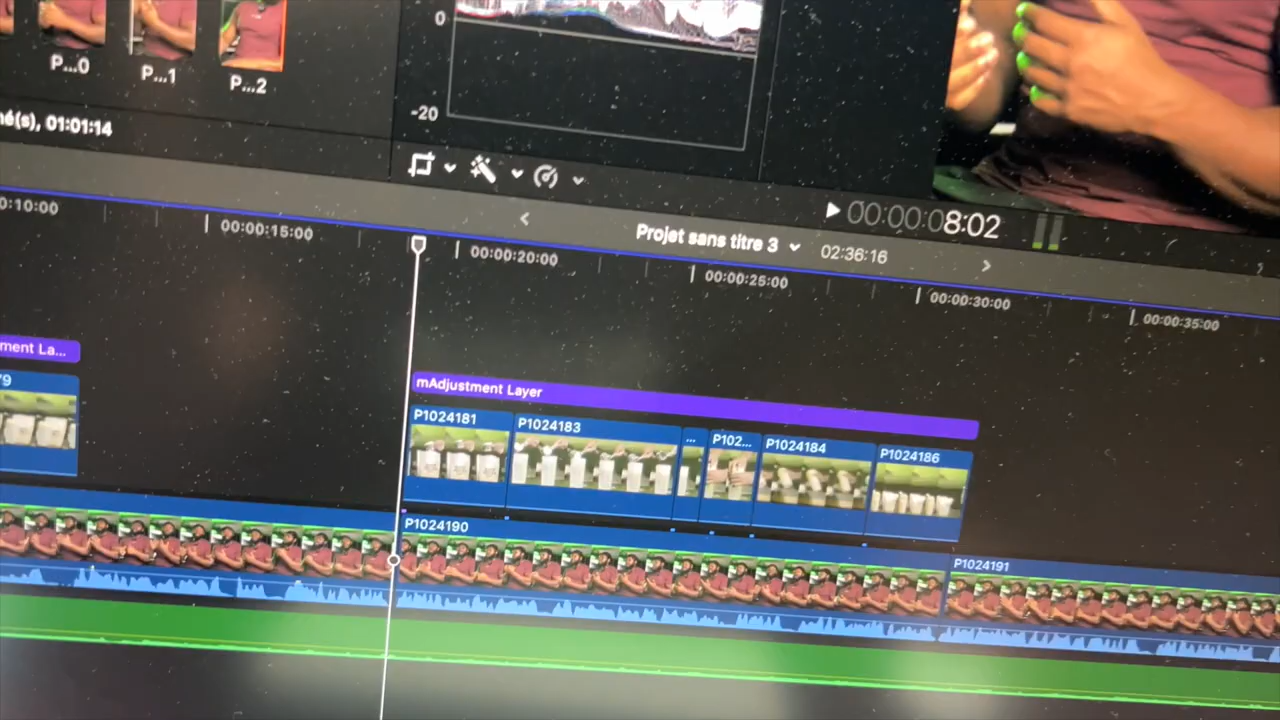 0
P...0
P...1
P...2
-20
né(s), 01:01:14
00:00:08:02
Projet sans titre 3
02:36:16
0:10:00
00:00:15:00
00:00:20:00
00:00:25:00
00:00:30:00
00:00:35:00
ment La...
mAdjustment Layer
79
P1024181
P1024183
...
P102...
P1024184
P1024186
P1024190
P1024191